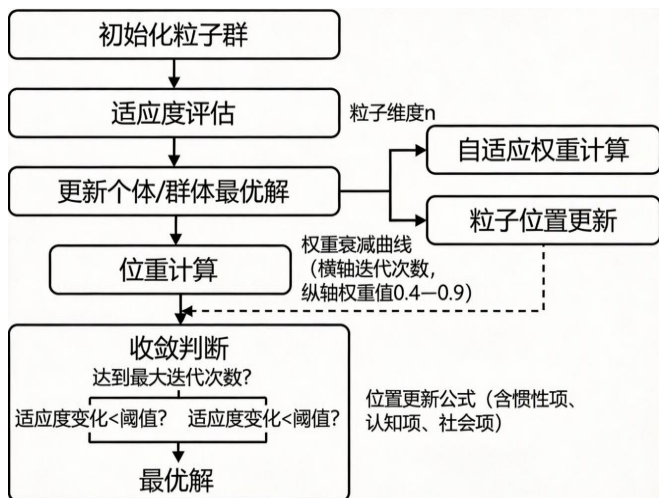 初始化粒子群
适应度评估
粒子维度n
自适应权重计算
更新个体/群体最优解
粒子位置更新
权重衰减曲线
（横轴迭代次数，
纵轴权重值0.4—0.9）
位重计算
收敛判断
达到最大迭代次数？
适应度变化<阈值？ 适应度变化<阈值？
最优解
位置更新公式（含惯性项、
认知项、社会项）